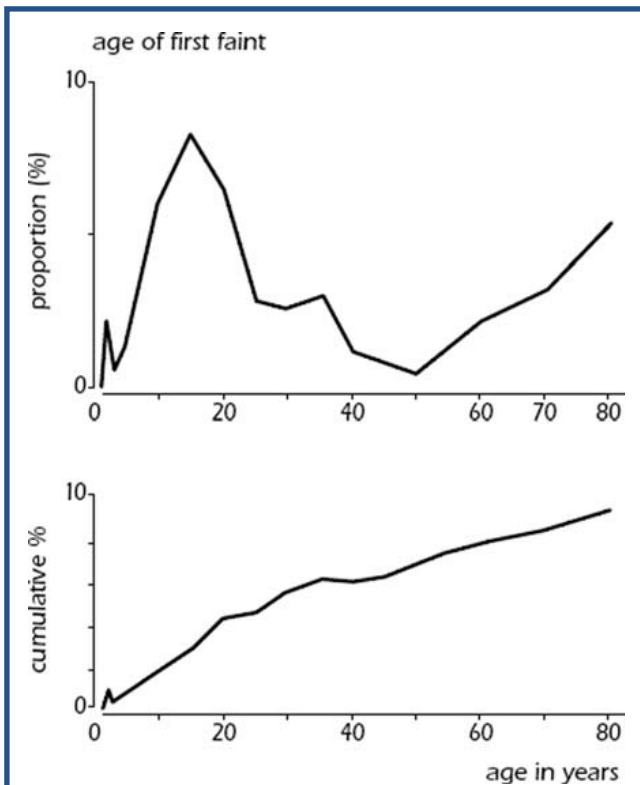 age of first faint
10
proportion (%)
0
0 20 40 60 70 80
10
cumulative %
0
0 20 40 60 70 80
age in years